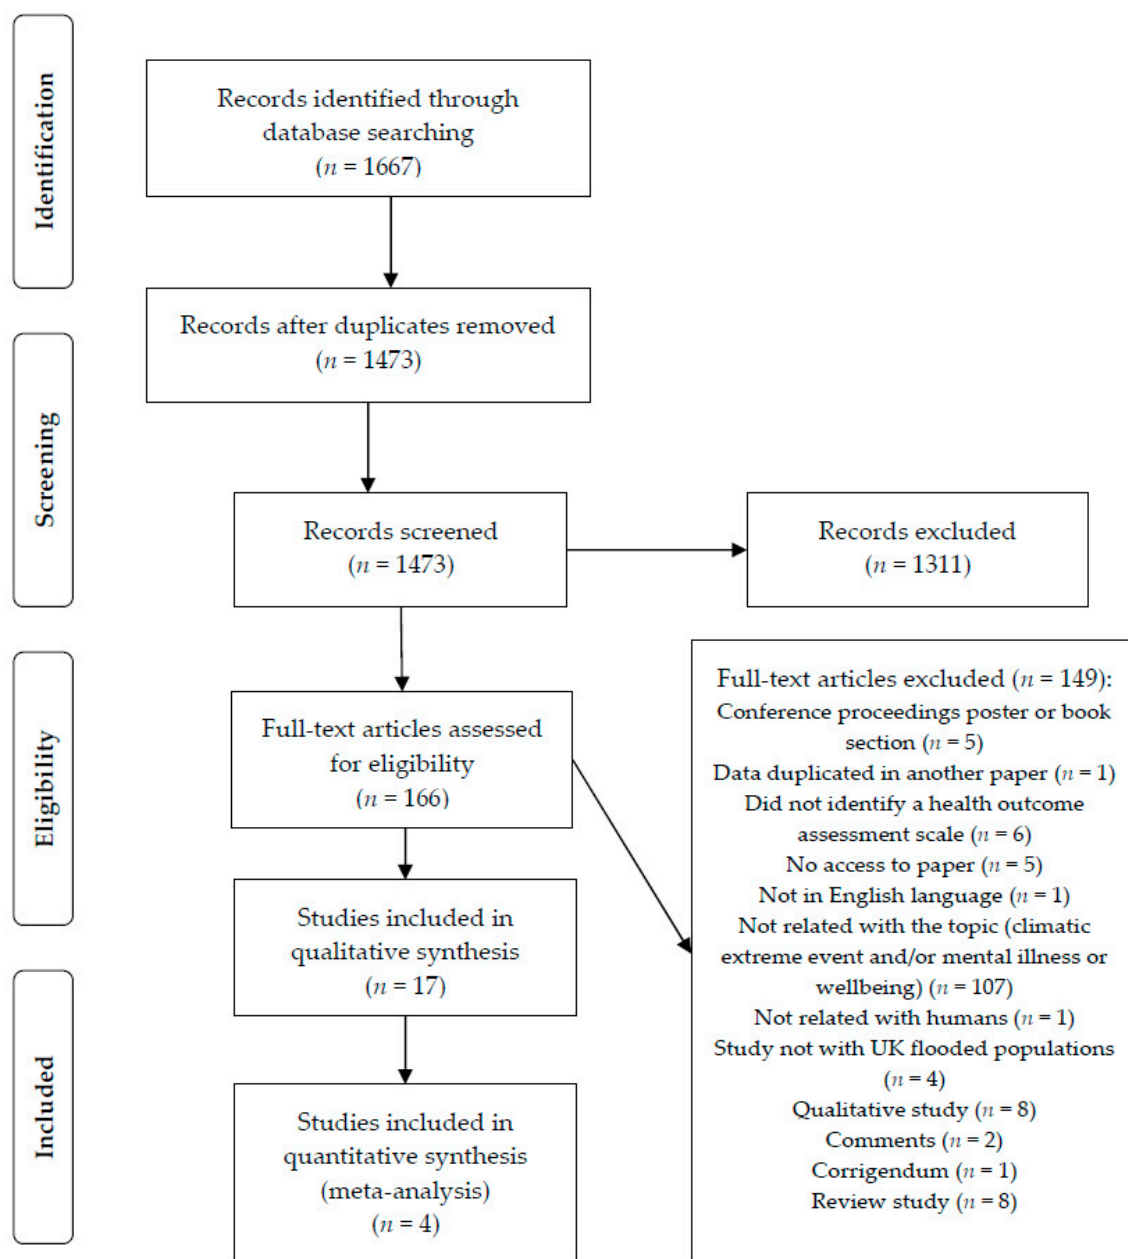 Identification
Records identified through
database searching
(n = 1667)
Records after duplicates removed
(n = 1473)
Screening
Records screened
(n = 1473)
Records excluded
(n = 1311)
Eligibility
Full-text articles assessed
for eligibility
(n = 166)
Full-text articles excluded (n = 149):
Conference proceedings poster or book
section (n = 5)
Data duplicated in another paper (n = 1)
Did not identify a health outcome
assessment scale (n = 6)
No access to paper (n = 5)
Not in English language (n = 1)
Not related with the topic (climatic
extreme event and/or mental illness or
wellbeing) (n = 107)
Not related with humans (n = 1)
Study not with UK flooded populations
(n = 4)
Qualitative study (n = 8)
Comments (n = 2)
Corrigendum (n = 1)
Review study (n = 8)
Studies included in
qualitative synthesis
(n = 17)
Included
Studies included in
quantitative synthesis
(meta-analysis)
(n = 4)